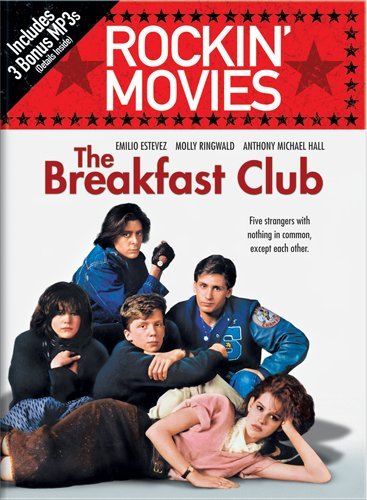 Includes
3 Bonus MP3s
(Details Inside)
ROCKIN'
MOVIES
EMILIO ESTEVEZ MOLLY RINGWALD ANTHONY MICHAEL HALL
The
Breakfast Club
Five strangers with
nothing in common,
except each other.
S